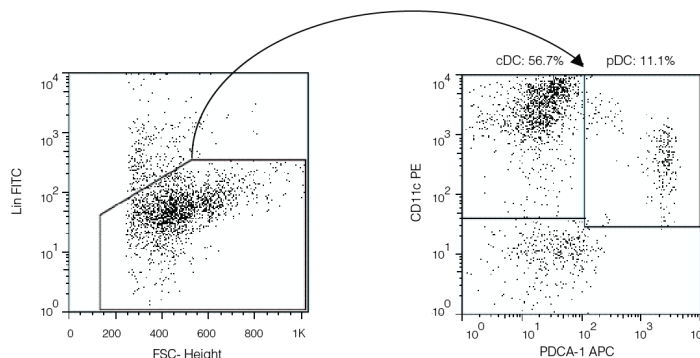 cDC: 56.7% pDC: 11.1%
10^4
10^3
10^2
10^1
10^0
Lin FITC
0 200 400 600 800 1K
FSC- Height
10^4
10^3
10^2
10^1
10^0
CD11c PE
10^0 10^1 10^2 10^3
PDCA-1 APC